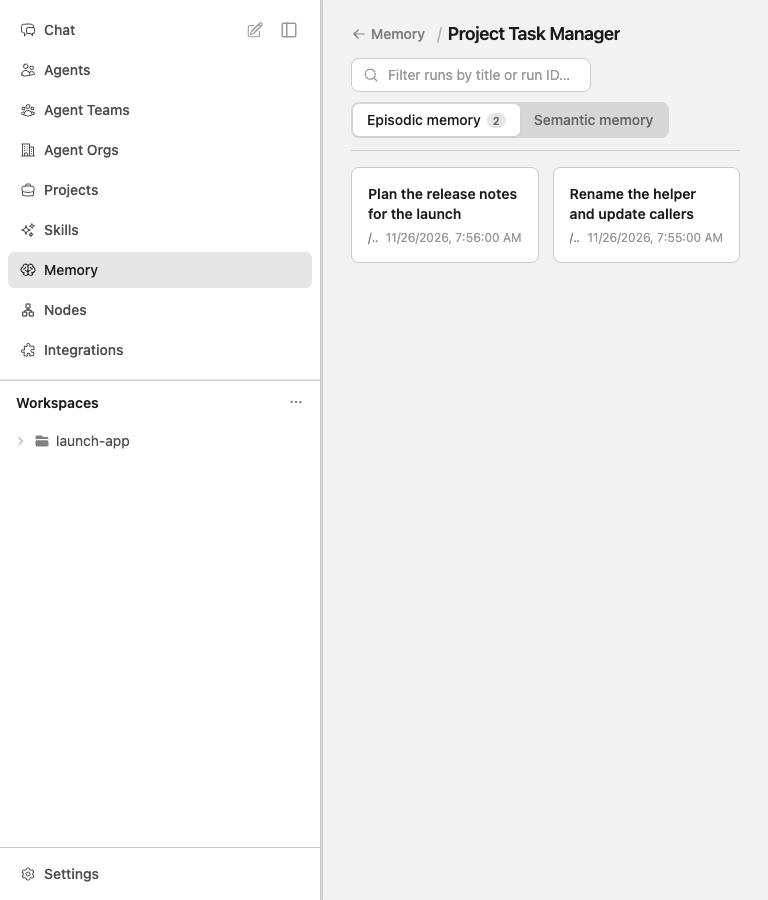 Chat
Agents
Agent Teams
Agent Orgs
Projects
Skills
Memory
Nodes
Integrations
Workspaces
launch-app
Settings
Memory / Project Task Manager
Filter runs by title or run ID...
Episodic memory 2
Semantic memory
Plan the release notes
for the launch
/.. 11/26/2026, 7:56:00 AM
Rename the helper
and update callers
/.. 11/26/2026, 7:55:00 AM